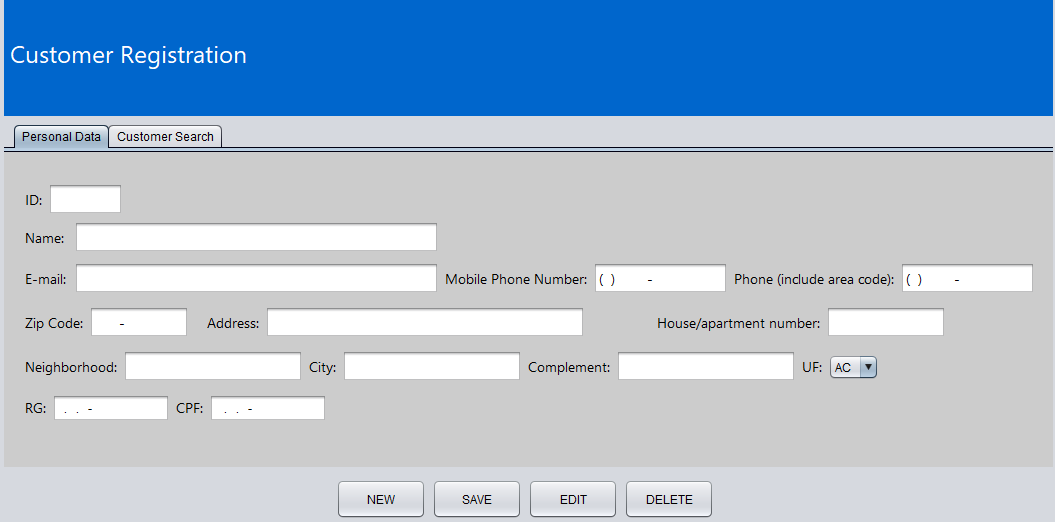 Customer Registration
Personal Data Customer Search
ID:
Name:
E-mail: Mobile Phone Number: ( ) - Phone (include area code): ( ) -
Zip Code: - Address: House/apartment number:
Neighborhood: City: Complement: UF: AC
RG: . . - CPF: . . -
NEW SAVE EDIT DELETE